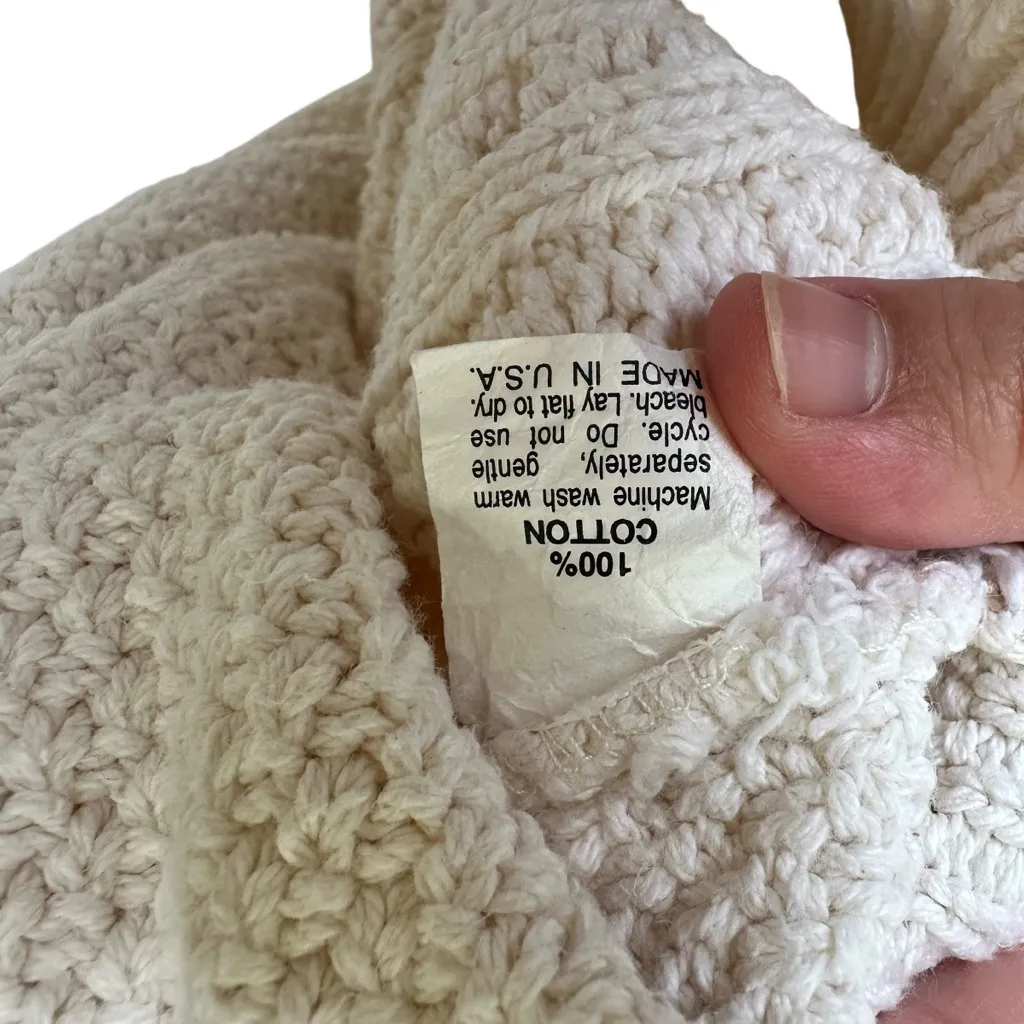 100%
COTTON
Machine wash warm
separately, gentle
cycle. Do not use
bleach. Lay flat to dry.
MADE IN U.S.A.